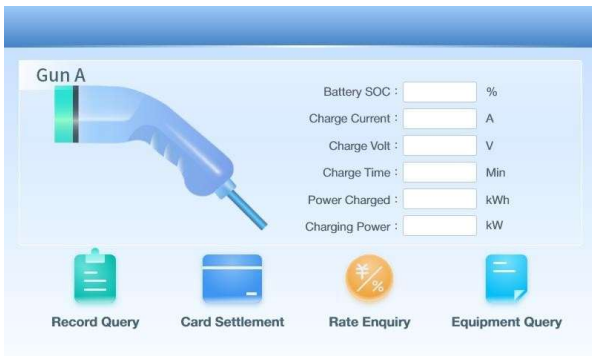 Gun A
Battery SOC : %
Charge Current : A
Charge Volt : V
Charge Time : Min
Power Charged : kWh
Charging Power : kW
¥/%
Record Query Card Settlement Rate Enquiry Equipment Query